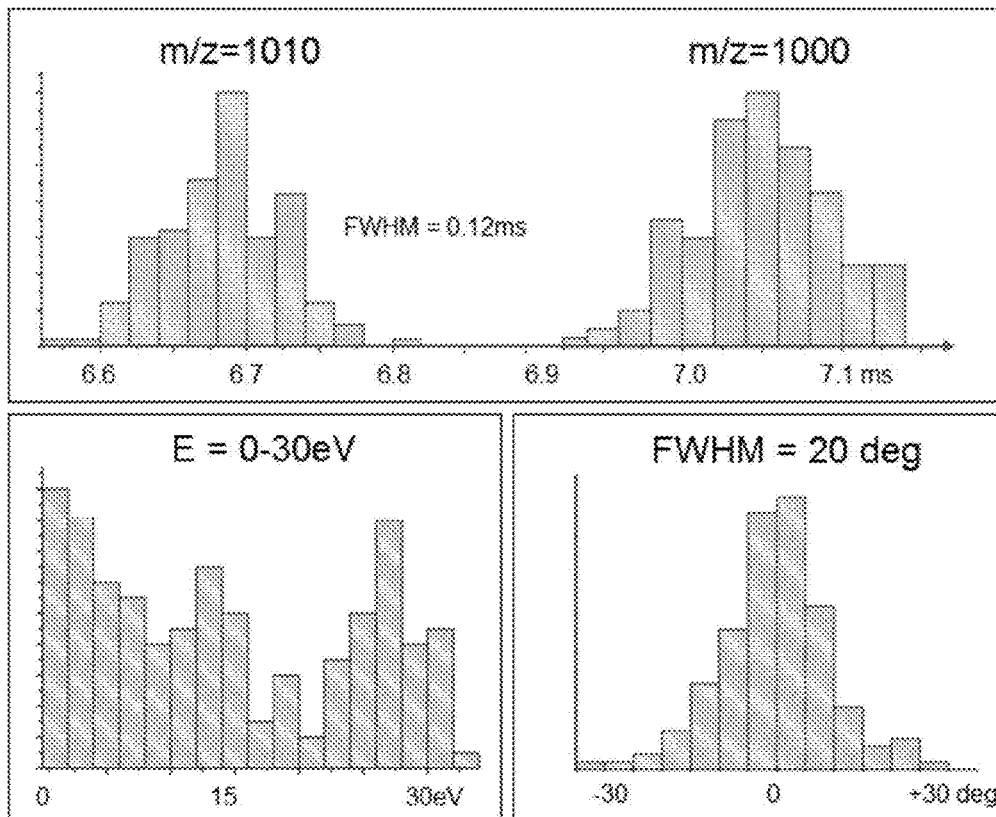 m/z=1010 m/z=1000
FWHM = 0.12ms
6.6 6.7 6.8 6.9 7.0 7.1 ms
E = 0-30eV
0 15 30eV
FWHM = 20 deg
-30 0 +30 deg